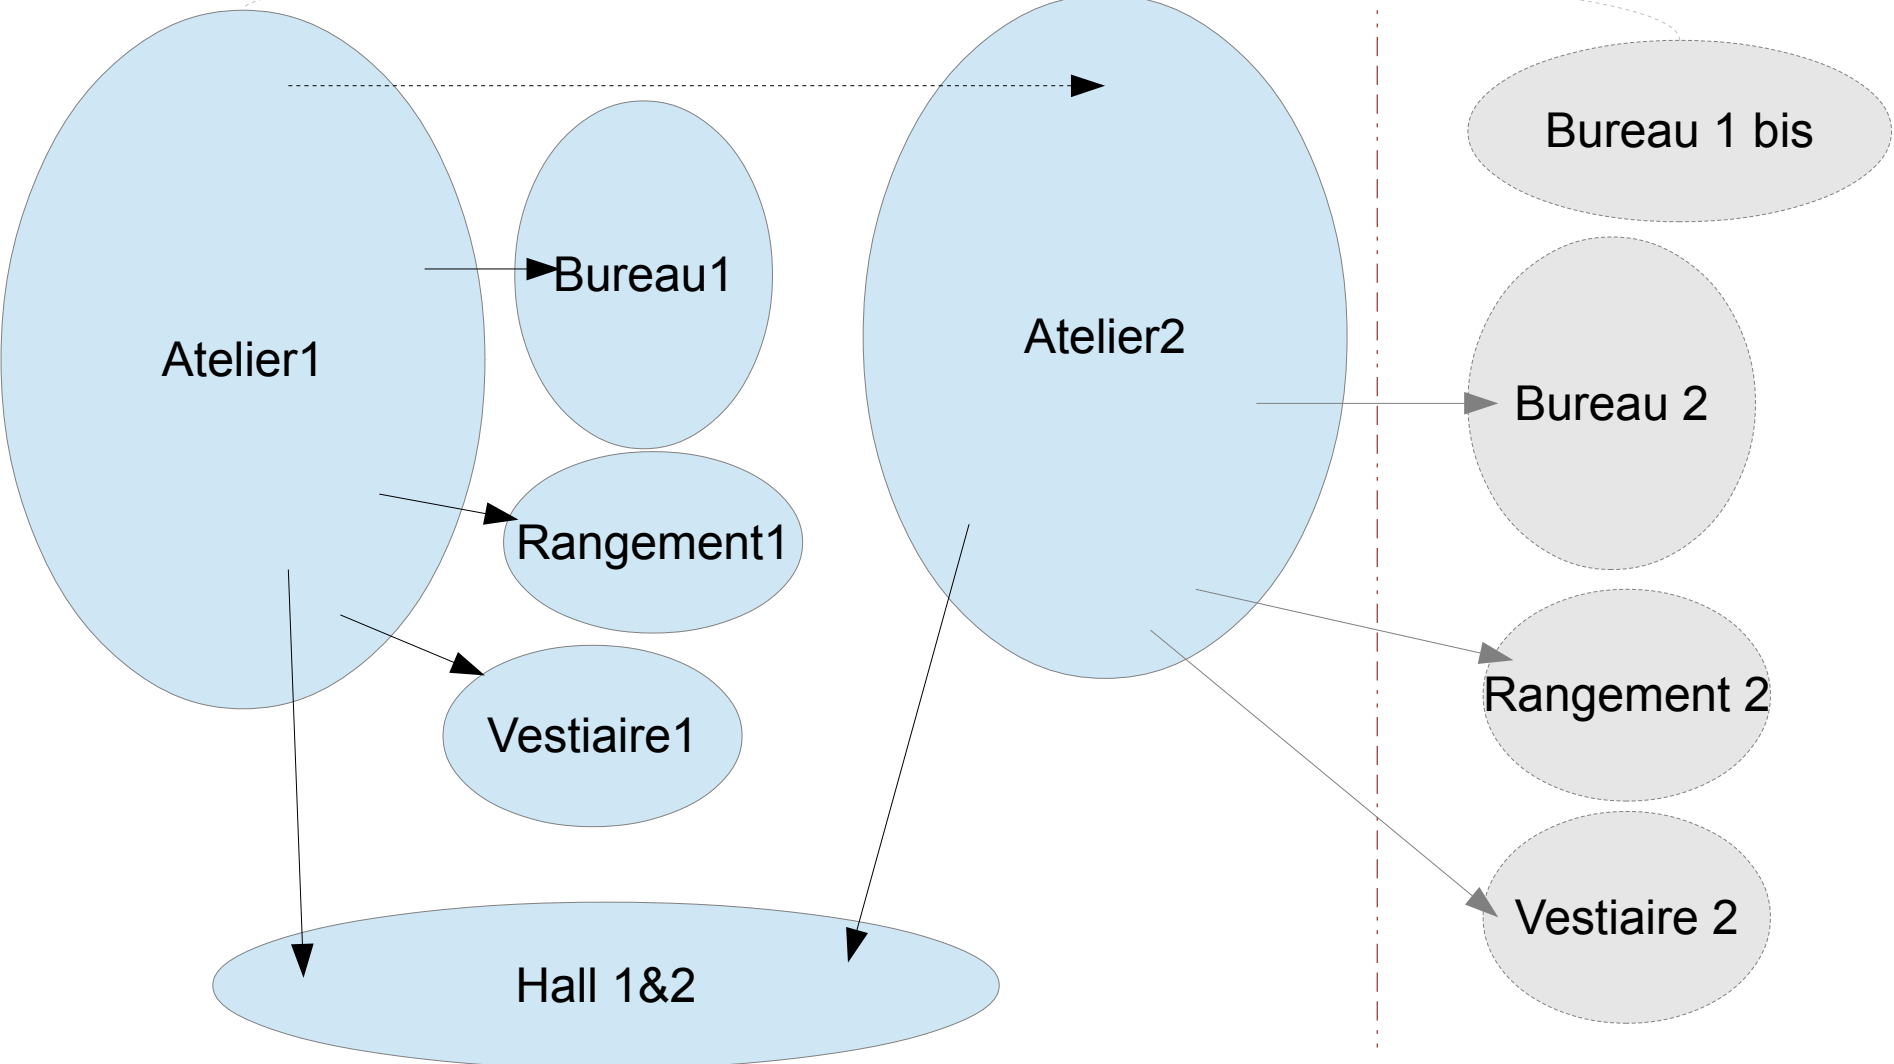 Bureau 1 bis
Bureau1
Atelier1
Atelier2
Bureau 2
Rangement1
Rangement 2
Vestiaire1
Vestiaire 2
Hall 1&2